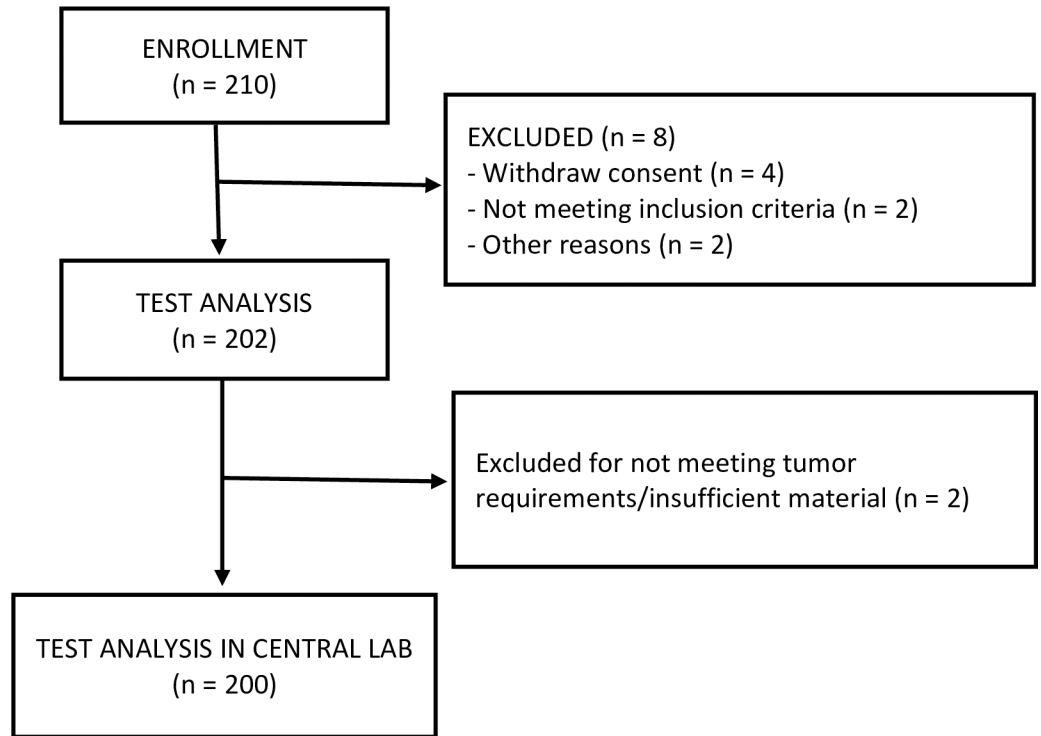 ENROLLMENT
(n = 210)
EXCLUDED (n = 8)
- Withdraw consent (n = 4)
- Not meeting inclusion criteria (n = 2)
- Other reasons (n = 2)
TEST ANALYSIS
(n = 202)
Excluded for not meeting tumor
requirements/insufficient material (n = 2)
TEST ANALYSIS IN CENTRAL LAB
(n = 200)